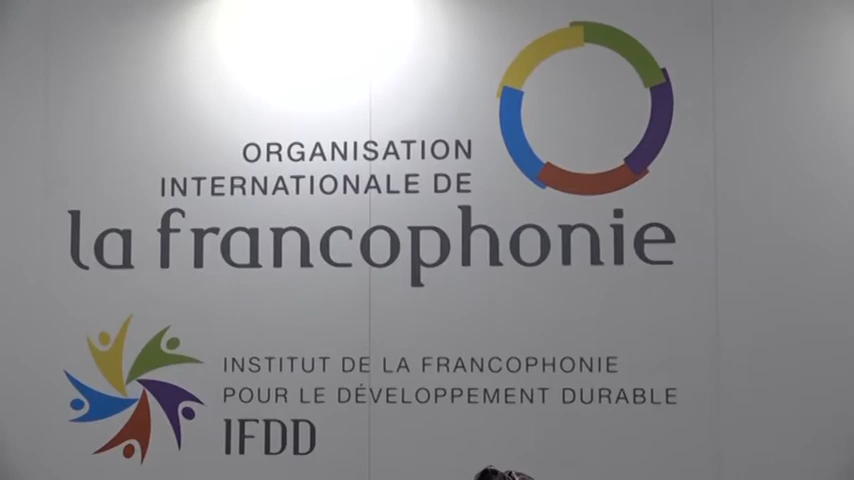 ORGANISATION
INTERNATIONALE DE
la francophonie
INSTITUT DE LA FRANCOPHONIE
POUR LE DÉVELOPPEMENT DURABLE
IFDD